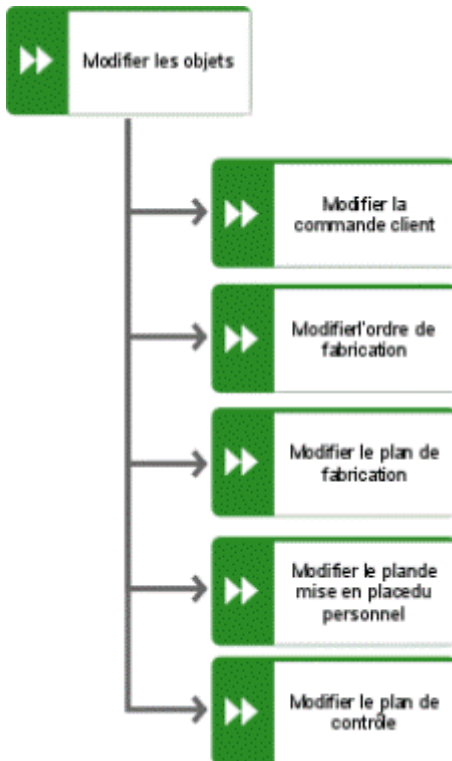 Modifier les objets
Modifier la
commande client
Modifierl'ordre de
fabrication
Modifier le plan de
fabrication
Modifier le plande
mise en placedu
personnel
Modifier le plan de
contrôle